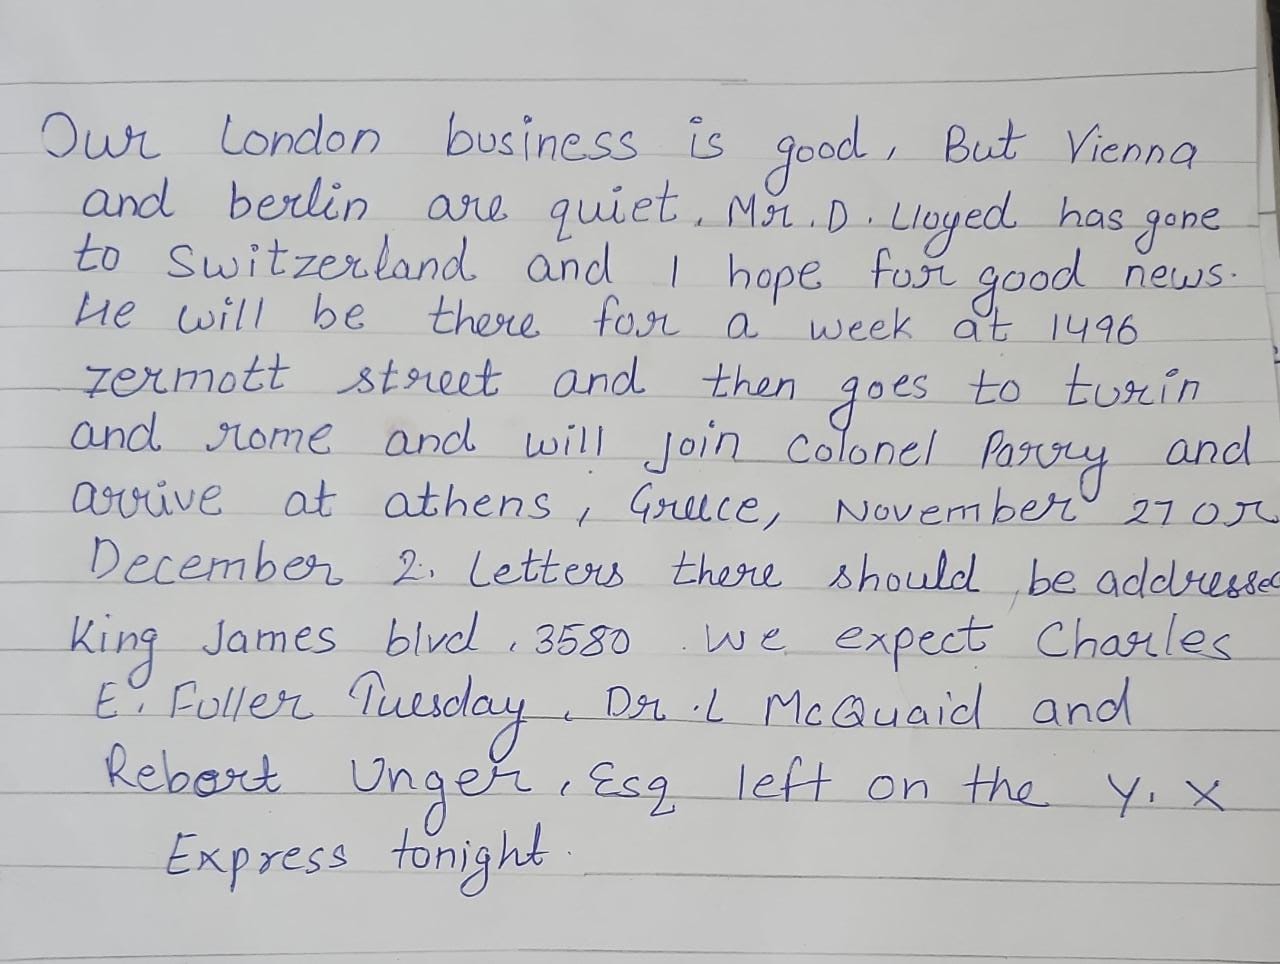 Our London business is good, But Vienna
and berlin are quiet. Mr. D. Lloyed has gone
to Switzerland and I hope for good news.
He will be there for a week at 1496
zermott street and then goes to turin
and rome and will join colonel Parry and
arrive at athens, Greece, November 27 or
December 2. Letters there should be addressed
King James blvd, 3580. We expect Charles
E. Fuller Tuesday, Dr. L McQuaid and
Rebort Unger, Esq left on the Y. X
Express tonight.